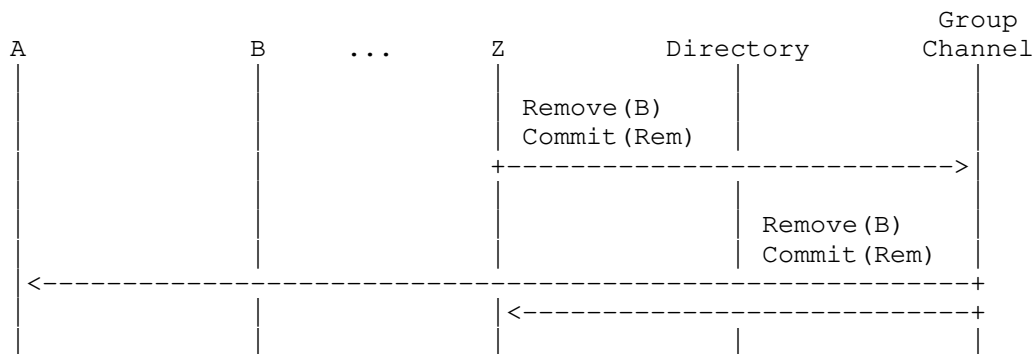 Group
A B ... Z Directory Channel
Remove(B)
Commit(Rem)
Remove(B)
Commit(Rem)